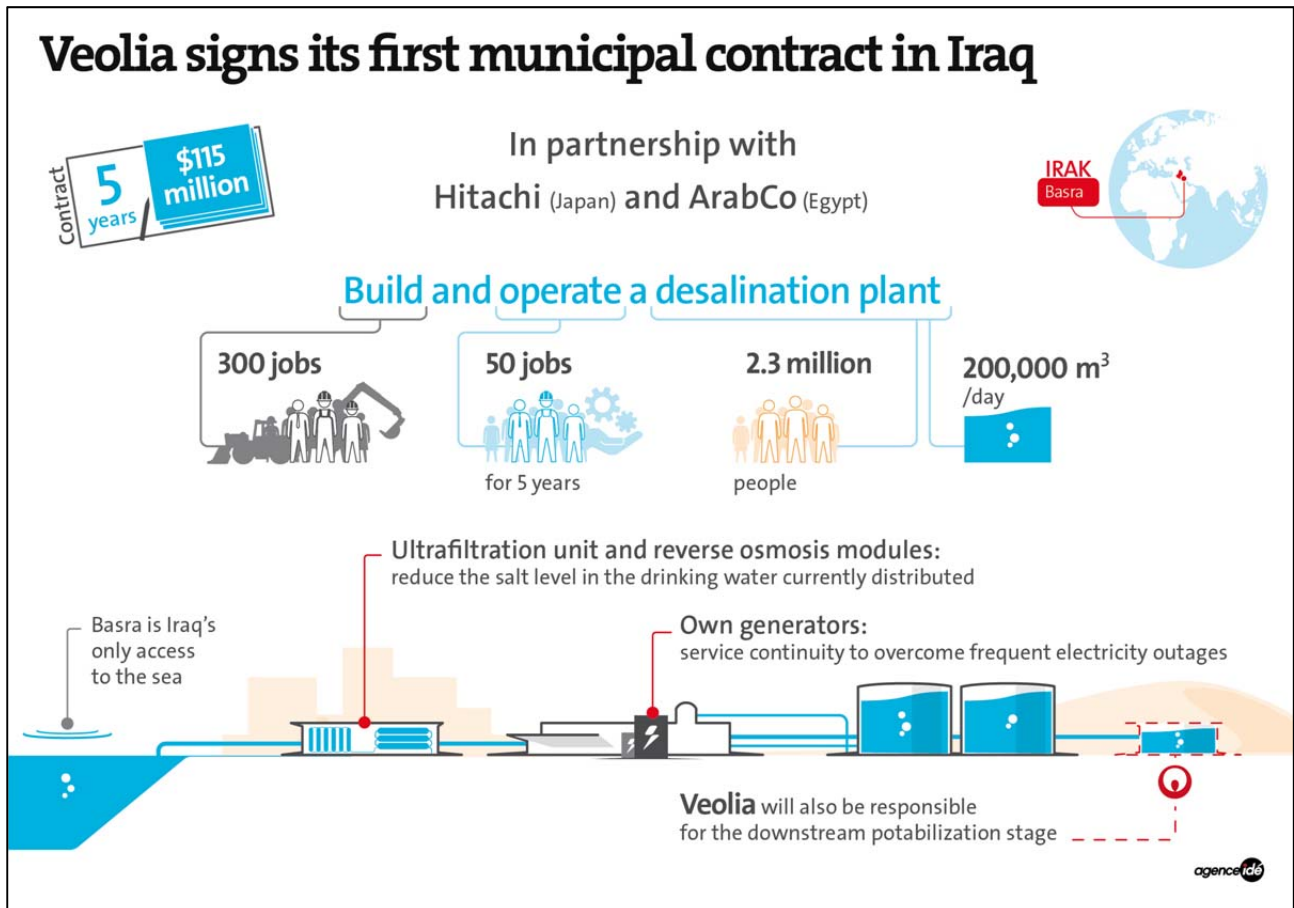 Veolia signs its first municipal contract in Iraq
Contract
5
years
$115
million
In partnership with
Hitachi (Japan) and ArabCo (Egypt)
IRAK
Basra
Build and operate a desalination plant
300 jobs
50 jobs
for 5 years
2.3 million
people
200,000 m³
/day
Ultrafiltration unit and reverse osmosis modules:
reduce the salt level in the drinking water currently distributed
Basra is Iraq's
only access
to the sea
Own generators:
service continuity to overcome frequent electricity outages
Veolia will also be responsible
for the downstream potabilization stage
agence idé